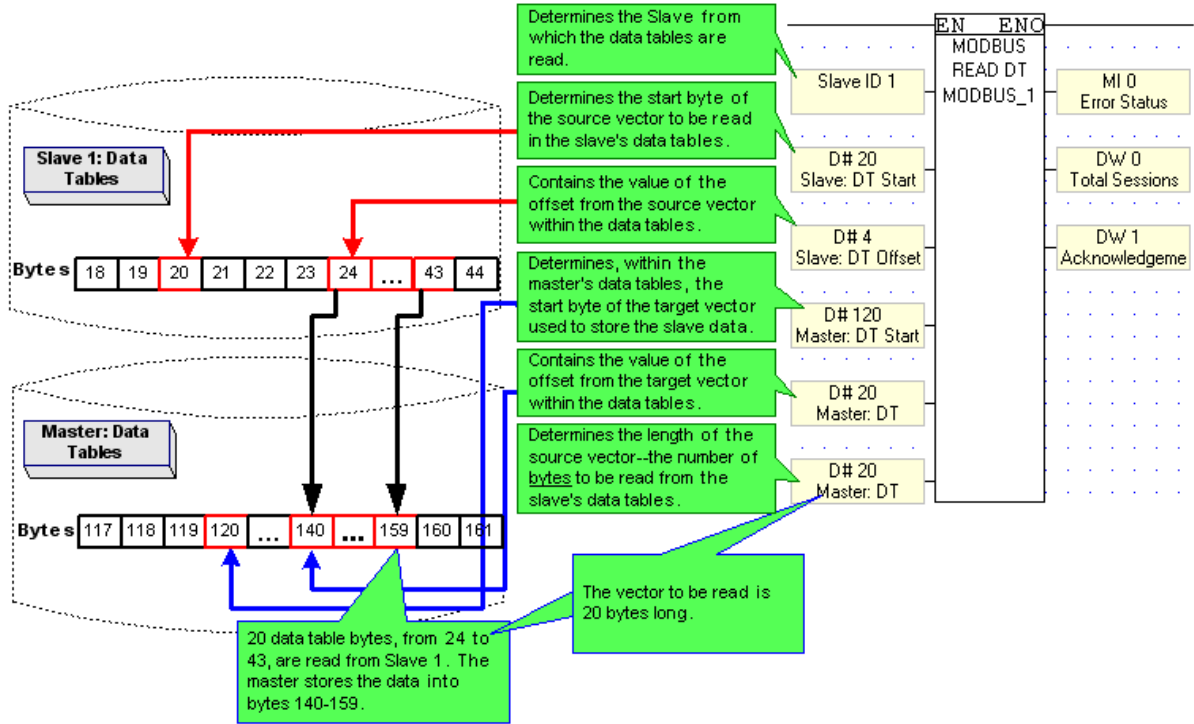 Determines the Slave from
which the data tables are
read.
EN ENO
MODBUS
READ DT
MODBUS_1
Slave ID 1
MI 0
Error Status
Determines the start byte of
the source vector to be read
in the slave's data tables.
D# 20
Slave: DT Start
DW 0
Total Sessions
Slave 1: Data
Tables
Contains the value of the
offset from the source vector
within the data tables.
D# 4
Slave: DT Offset
DW 1
Acknowledgeme
Bytes 18 19 20 21 22 23 24 ... 43 44
Determines, within the
master's data tables, the
start byte of the target vector
used to store the slave data.
D# 120
Master: DT Start
Contains the value of the
offset from the target vector
within the data tables.
D# 20
Master: DT
Master: Data
Tables
Determines the length of the
source vector--the number of
bytes to be read from the
slave's data tables.
D# 20
Master: DT
Bytes 117 118 119 120 ... 140 ... 159 160 161
The vector to be read is
20 bytes long.
20 data table bytes, from 24 to
43, are read from Slave 1. The
master stores the data into
bytes 140-159.